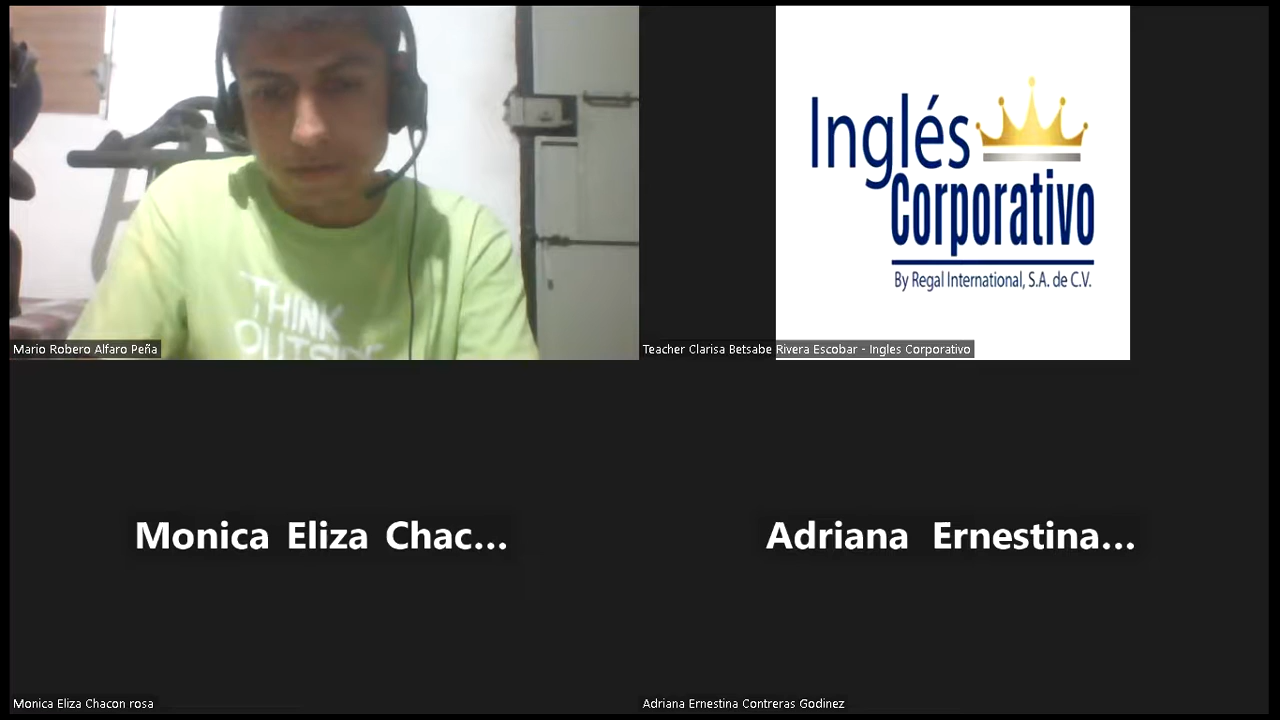 THINK
OUTSIDE
Mario Robero Alfaro Peña
Inglés
Corporativo
By Regal International, S.A. de C.V.
Teacher Clarisa Betsabe Rivera Escobar - Ingles Corporativo
Monica Eliza Chac...
Adriana Ernestina...
Monica Eliza Chacon rosa
Adriana Ernestina Contreras Godinez